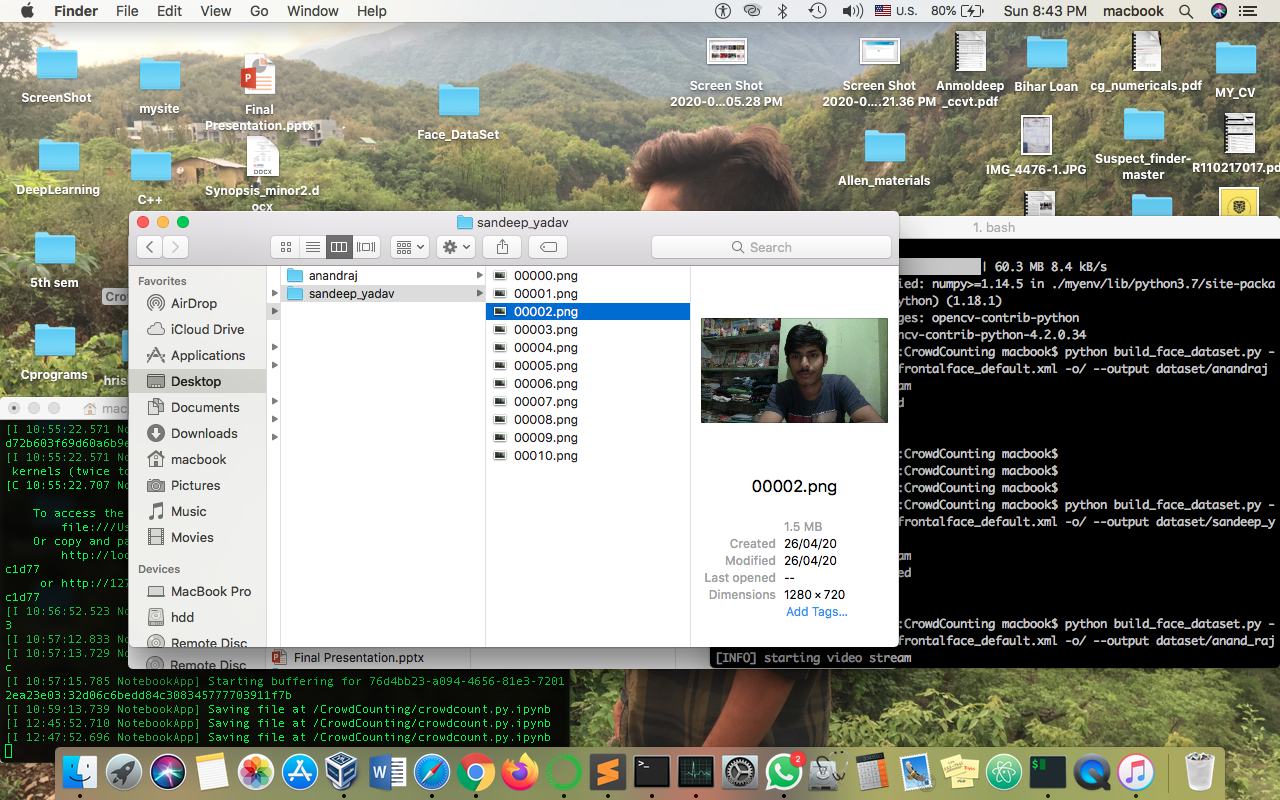 Finder File Edit View Go Window Help
U.S. 80% Sun 8:43 PM macbook
ScreenShot
mysite
Final
Presentation.pptx
Face_DataSet
Screen Shot
2020-0....05.28 PM
Screen Shot
2020-0....21.36 PM
Anmoldeep
_ccvt.pdf
Bihar Loan
cg_numericals.pdf
MY_CV
DeepLearning
C++
Synopsis_minor2.d
ocx
DOCX
Allen_materials
IMG_4476-1.JPG
Suspect_finder-
master
R110217017.pd
5th sem
Cprograms
sandeep_yadav
Search
Favorites
AirDrop
iCloud Drive
Applications
Desktop
Documents
Downloads
macbook
Pictures
Music
Movies
Devices
MacBook Pro
hdd
Remote Disc
Remote Disc
anandraj
sandeep_yadav
00000.png
00001.png
00002.png
00003.png
00004.png
00005.png
00006.png
00007.png
00008.png
00009.png
00010.png
00002.png
1.5 MB
Created 26/04/20
Modified 26/04/20
Last opened --
Dimensions 1280 × 720
Add Tags...
Final Presentation.pptx
1. bash
| 60.3 MB 8.4 kB/s
ied: numpy>=1.14.5 in ./myenv/lib/python3.7/site-packa
ython) (1.18.1)
ges: opencv-contrib-python
ncv-contrib-python-4.2.0.34
:CrowdCounting macbook$ python build_face_dataset.py -
frontalface_default.xml -o/ --output dataset/anandraj
am
d
:CrowdCounting macbook$
:CrowdCounting macbook$
:CrowdCounting macbook$
:CrowdCounting macbook$ python build_face_dataset.py -
frontalface_default.xml -o/ --output dataset/sandeep_y
am
ed
:CrowdCounting macbook$ python build_face_dataset.py -
frontalface_default.xml -o/ --output dataset/anand_raj
[INFO] starting video stream
mac
[I 10:55:22.571 No
d72b603f69d60a6b9e
[I 10:55:22.571 No
kernels (twice to
[C 10:55:22.707 No
To access the
file:///Us
Or copy and pa
http://loc
c1d77
or http://127
c1d77
[I 10:56:52.523 No
3
[I 10:57:12.833 No
[I 10:57:13.729 No
c
[I 10:57:15.785 NotebookApp] Starting buffering for 76d4bb23-a094-4656-81e3-7201
2ea23e03:32d06c6bedd84c308345777703911f7b
[I 10:59:13.739 NotebookApp] Saving file at /CrowdCounting/crowdcount.py.ipynb
[I 12:45:52.710 NotebookApp] Saving file at /CrowdCounting/crowdcount.py.ipynb
[I 12:47:52.696 NotebookApp] Saving file at /CrowdCounting/crowdcount.py.ipynb
2